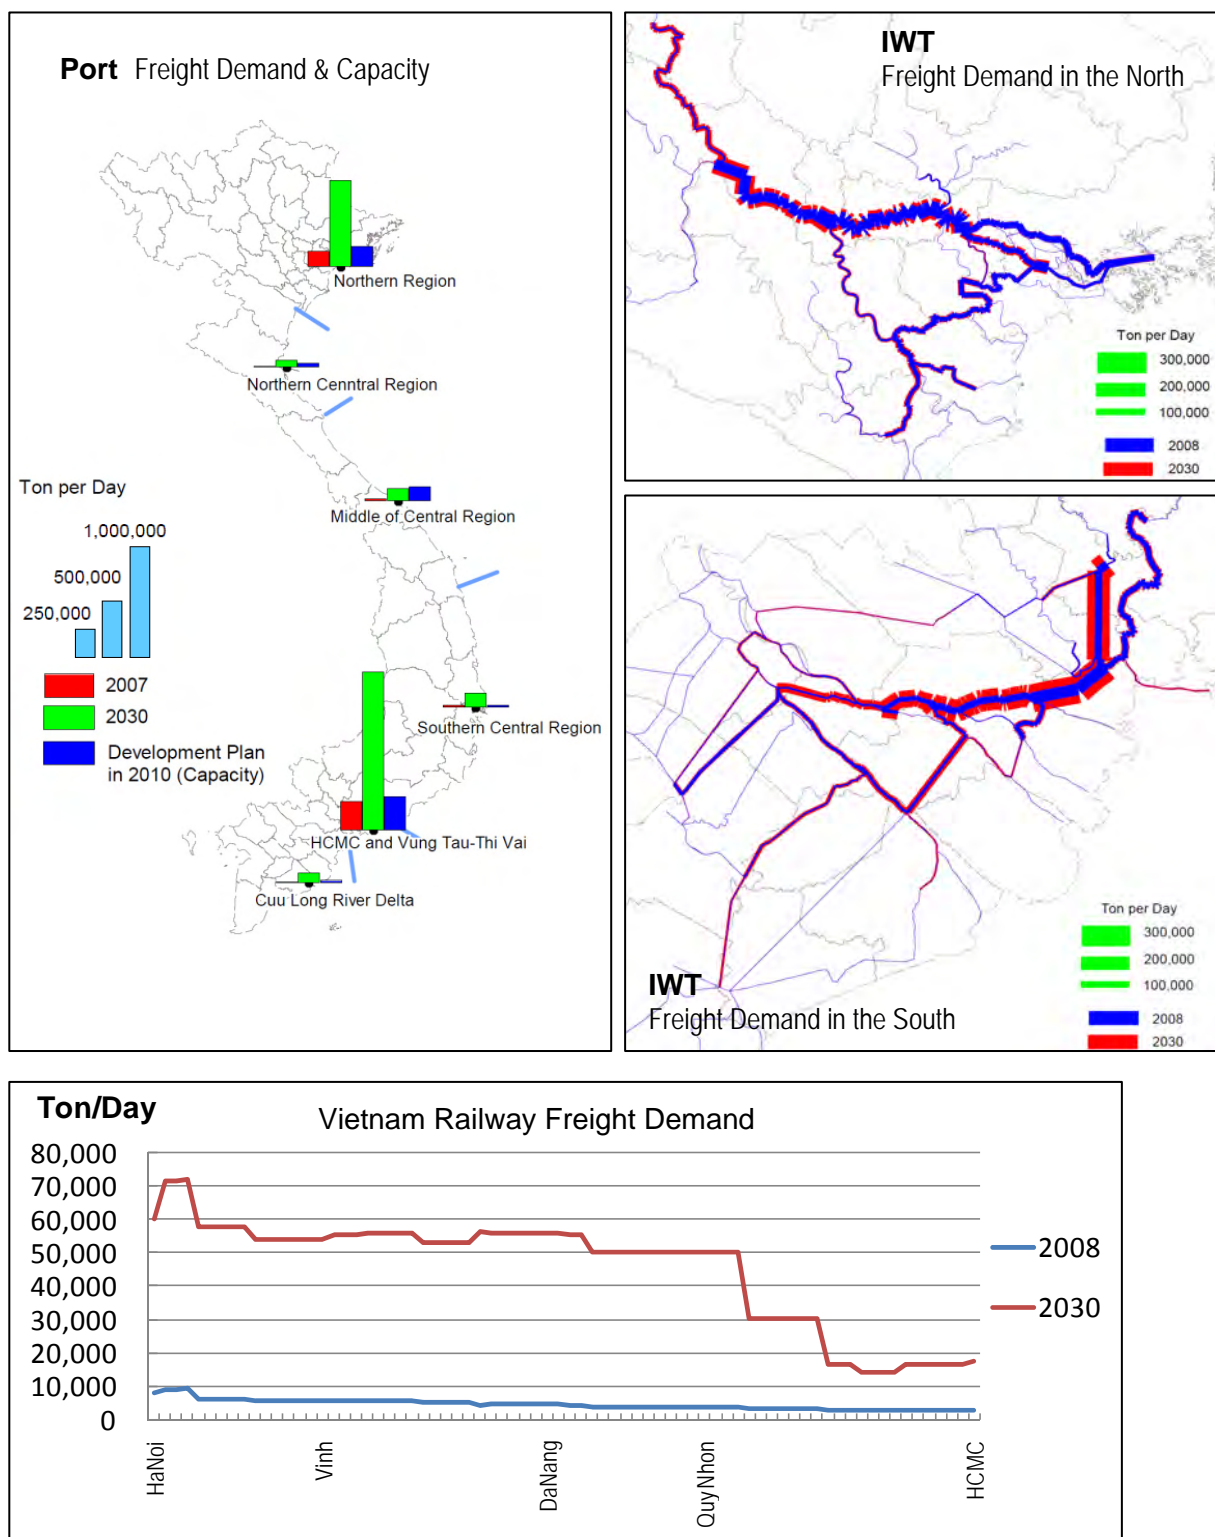 Port Freight Demand & Capacity
Northern Region
Northern Cenntral Region
Middle of Central Region
Ton per Day
1,000,000
500,000
250,000
2007
2030
Development Plan
in 2010 (Capacity)
Southern Central Region
HCMC and Vung Tau-Thi Vai
Cuu Long River Delta
IWT
Freight Demand in the North
Ton per Day
300,000
200,000
100,000
2008
2030
IWT
Freight Demand in the South
Ton per Day
300,000
200,000
100,000
2008
2030
Ton/Day
Vietnam Railway Freight Demand
80,000
70,000
60,000
50,000
40,000
30,000
20,000
10,000
0
2008
2030
HaNoi
Vinh
DaNang
QuyNhon
HCMC